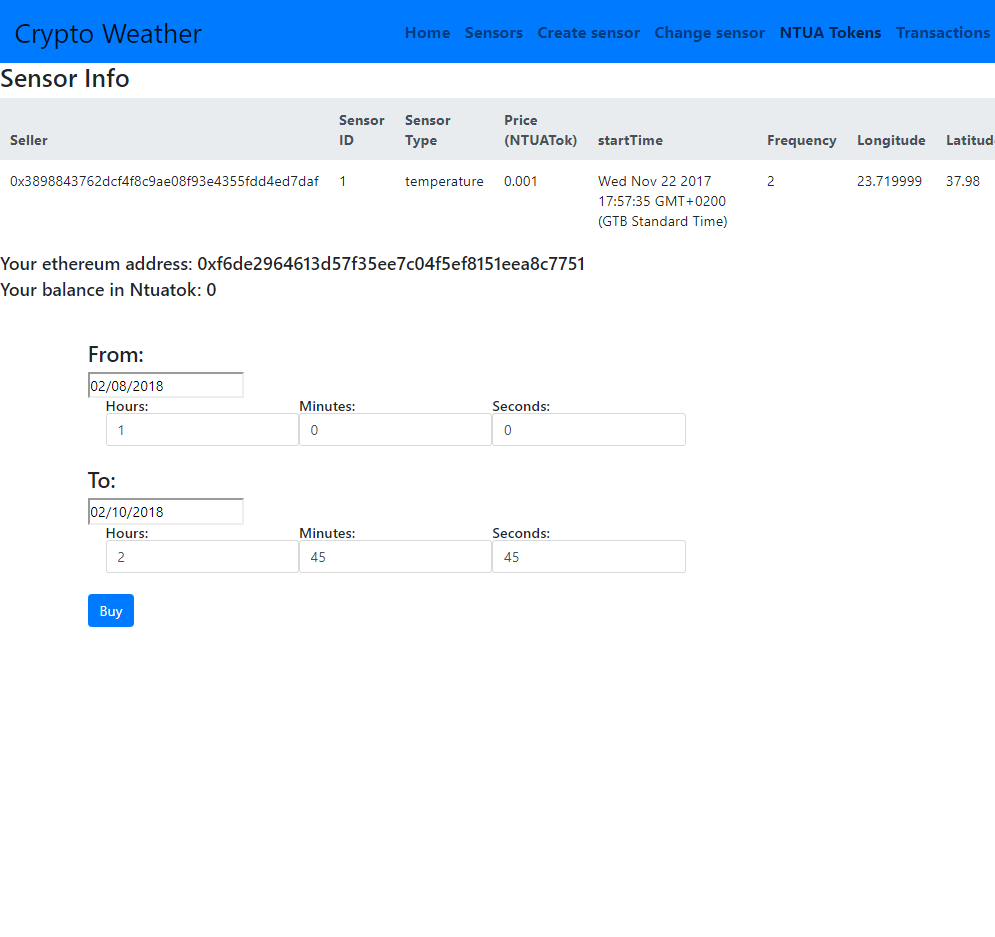 Crypto Weather Home Sensors Create sensor Change sensor NTUA Tokens Transactions
Sensor Info
Seller Sensor ID Sensor Type Price (NTUATok) startTime Frequency Longitude Latitud
0x3898843762dcf4f8c9ae08f93e4355fdd4ed7daf 1 temperature 0.001 Wed Nov 22 2017 2 23.719999 37.98
17:57:35 GMT+0200
(GTB Standard Time)
Your ethereum address: 0xf6de2964613d57f35ee7c04f5ef8151eea8c7751
Your balance in Ntuatok: 0
From:
02/08/2018
Hours: Minutes: Seconds:
1 0 0
To:
02/10/2018
Hours: Minutes: Seconds:
2 45 45
Buy